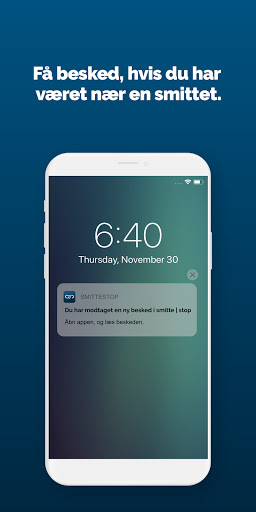 Få besked, hvis du har
været nær en smittet.
6:40
Thursday, November 30
SMITTESTOP
Du har modtaget en ny besked i smitte | stop
Åbn appen, og læs beskeden.